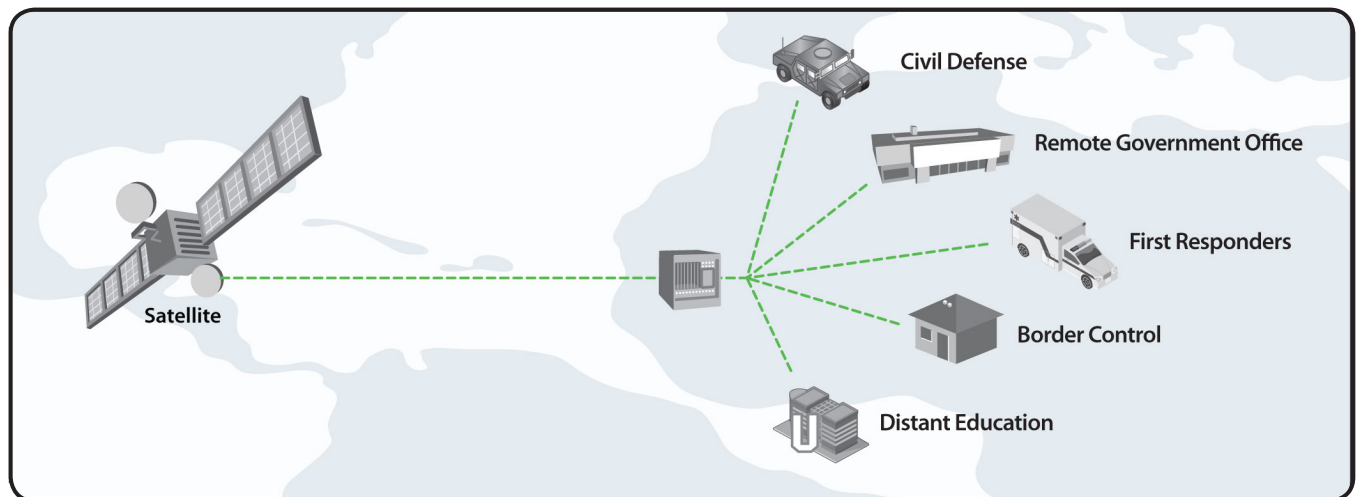 Civil Defense
Remote Government Office
First Responders
Satellite
Border Control
Distant Education